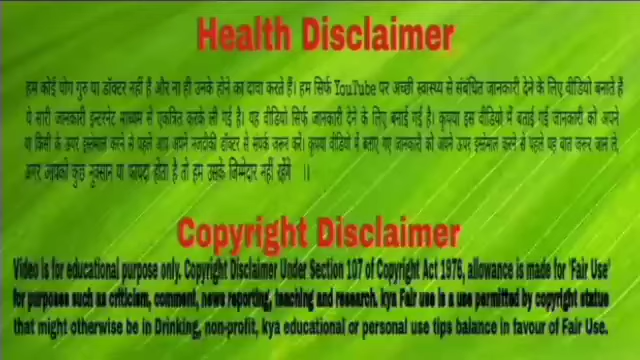 Health Disclaimer
हम कोई योग गुरु या डॉक्टर नहीं है और ना ही उनके होने का दावा करते हैं। हम सिर्फ YouTube पर अच्छी स्वास्थ्य से संबंधित जानकारी देने के लिए वीडियो बनाते हैं
ये सारी जानकारी इन्टरनेट माध्यम से एकत्रित करके ली गई है। यह वीडियो सिर्फ जानकारी देने के लिए बनाई गई है। कृपया इस वीडियो में बताई गई जानकारी को अपने
या किसी के ऊपर इस्तेमाल करने से पहले आप अपने नजदीकी डॉक्टर से संपर्क जरूर करें। कृपया वीडियो में बताए गए जानकारी को अपने ऊपर इस्तेमाल करने से पहले यह बात जरूर जान ले,
अगर आपको कुछ नुक्सान या फायदा होता है तो हम उसके जिम्मेदार नहीं रहेंगे ।।
Copyright Disclaimer
Video is for educational purpose only. Copyright Disclaimer Under Section 107 of Copyright Act 1976, allowance is made for 'Fair Use'
for purposes such as criticism, comment, news reporting, teaching and research. kya Fair use is a use permitted by copyright statue
that might otherwise be in Drinking, non-profit, kya educational or personal use tips balance in favour of Fair Use.